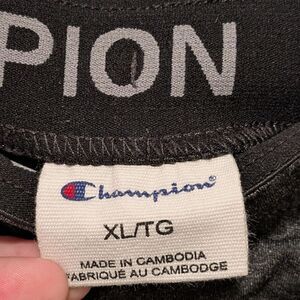 PION
Champion
XL/TG
MADE IN CAMBODIA
FABRIQUÉ AU CAMBODGE